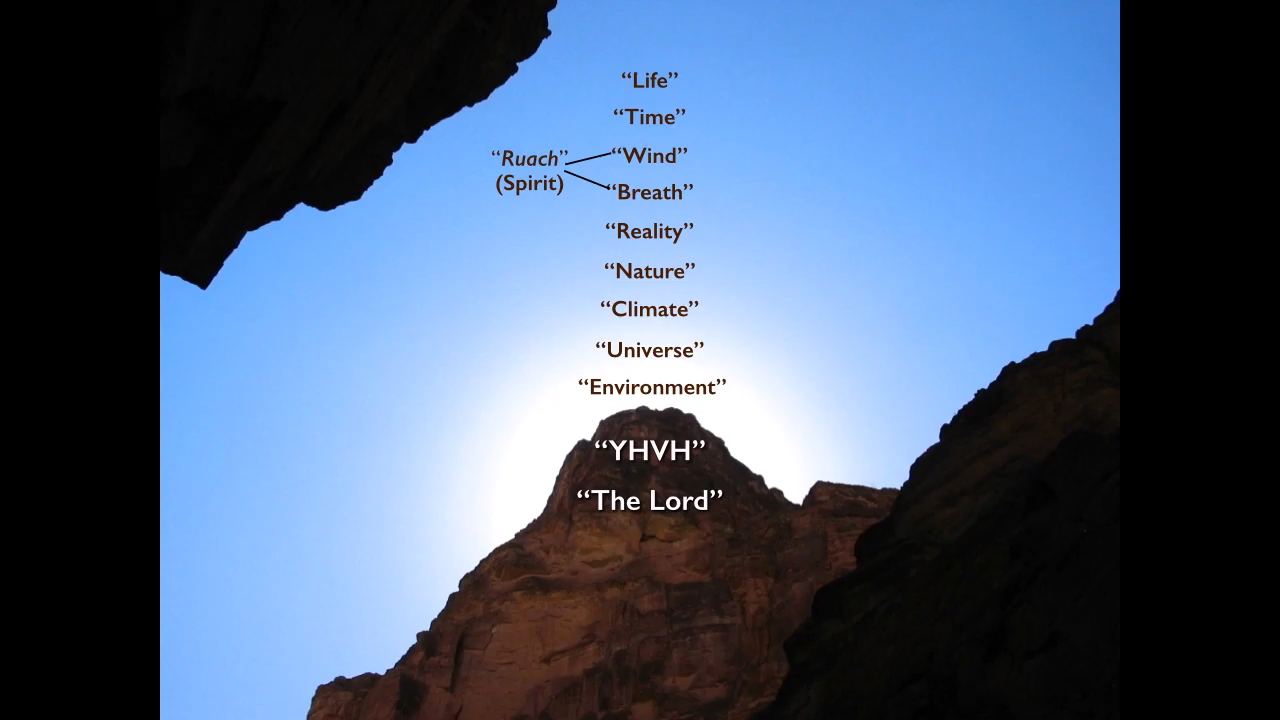 “Life”
“Time”
“Ruach”
(Spirit)
“Wind”
“Breath”
“Reality”
“Nature”
“Climate”
“Universe”
“Environment”
“YHVH”
“The Lord”